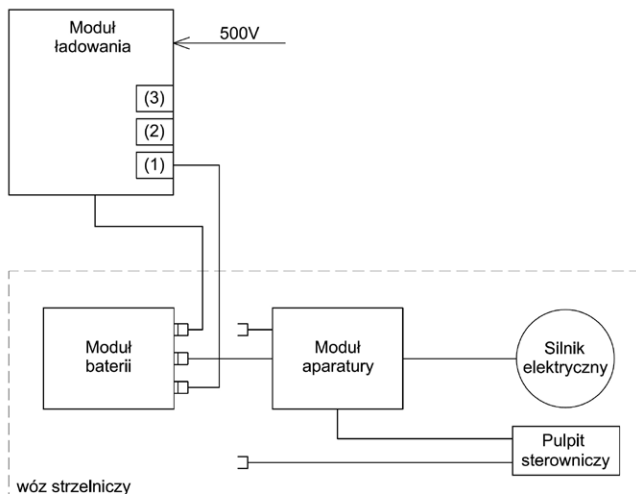 Moduł
ładowania
500V
(3)
(2)
(1)
Moduł
baterii
Moduł
aparatury
Silnik
elektryczny
Pulpit
sterowniczy
wóz strzelniczy